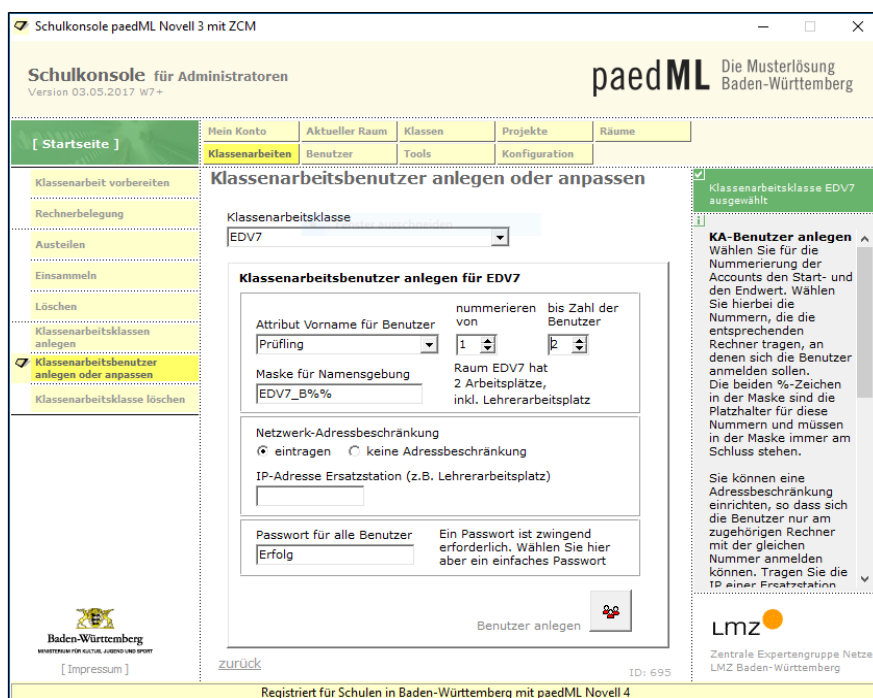 Schulkonsole paedML Novell 3 mit ZCM
Schulkonsole für Administratoren
Version 03.05.2017 W7+
paedML Die Musterlösung
Baden-Württemberg
[ Startseite ]
Mein Konto
Aktueller Raum
Klassen
Projekte
Räume
Klassenarbeiten
Benutzer
Tools
Konfiguration
Klassenarbeit vorbereiten
Rechnerbelegung
Austeilen
Einsammeln
Löschen
Klassenarbeitsklassen
anlegen
Klassenarbeitsbenutzer
anlegen oder anpassen
Klassenarbeitsklasse löschen
Baden-Württemberg
MINISTERIUM FÜR KULTUS, JUGEND UND SPORT
[ Impressum ]
Klassenarbeitsbenutzer anlegen oder anpassen
Klassenarbeitsklasse
Fenster ausschneiden
EDV7
Klassenarbeitsbenutzer anlegen für EDV7
Attribut Vorname für Benutzer
Prüfling
nummerieren
von
1
bis Zahl der
Benutzer
2
Maske für Namensgebung
EDV7_B%%
Raum EDV7 hat
2 Arbeitsplätze,
inkl. Lehrerarbeitsplatz
Netzwerk-Adressbeschränkung
eintragen
keine Adressbeschränkung
IP-Adresse Ersatzstation (z.B. Lehrerarbeitsplatz)
Passwort für alle Benutzer
Erfolg
Ein Passwort ist zwingend
erforderlich. Wählen Sie hier
aber ein einfaches Passwort
Benutzer anlegen
zurück
ID: 695
Klassenarbeitsklasse EDV7
ausgewählt
KA-Benutzer anlegen
Wählen Sie für die
Nummerierung der
Accounts den Start- und
den Endwert. Wählen
Sie hierbei die
Nummern, die die
entsprechenden
Rechner tragen, an
denen sich die Benutzer
anmelden sollen.
Die beiden %-Zeichen
in der Maske sind die
Platzhalter für diese
Nummern und müssen
in der Maske immer am
Schluss stehen.
Sie können eine
Adressbeschränkung
einrichten, so dass sich
die Benutzer nur am
zugehörigen Rechner
mit der gleichen
Nummer anmelden
können. Tragen Sie die
IP einer Ersatzstation
LMZ
Zentrale Expertengruppe Netze
LMZ Baden-Württemberg
Registriert für Schulen in Baden-Württemberg mit paedML Novell 4